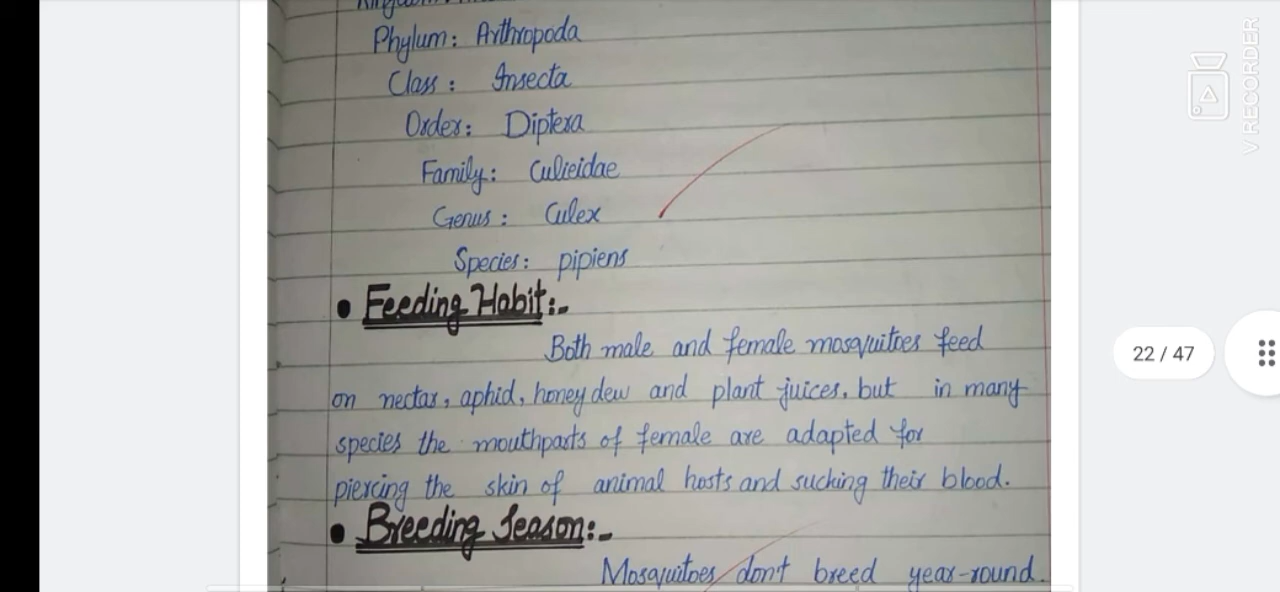 Phylum: Arthropoda
Class: Insecta
Order: Diptera
Family: Culicidae
Genus: Culex
Species: pipiens
• Feeding Habit:-
Both male and female mosquitoes feed
on nectar, aphid, honey dew and plant juices, but in many
species the mouthparts of female are adapted for
piercing the skin of animal hosts and sucking their blood.
• Breeding Season:-
Mosquitoes don't breed year-round.
22 / 47
V RECORDER